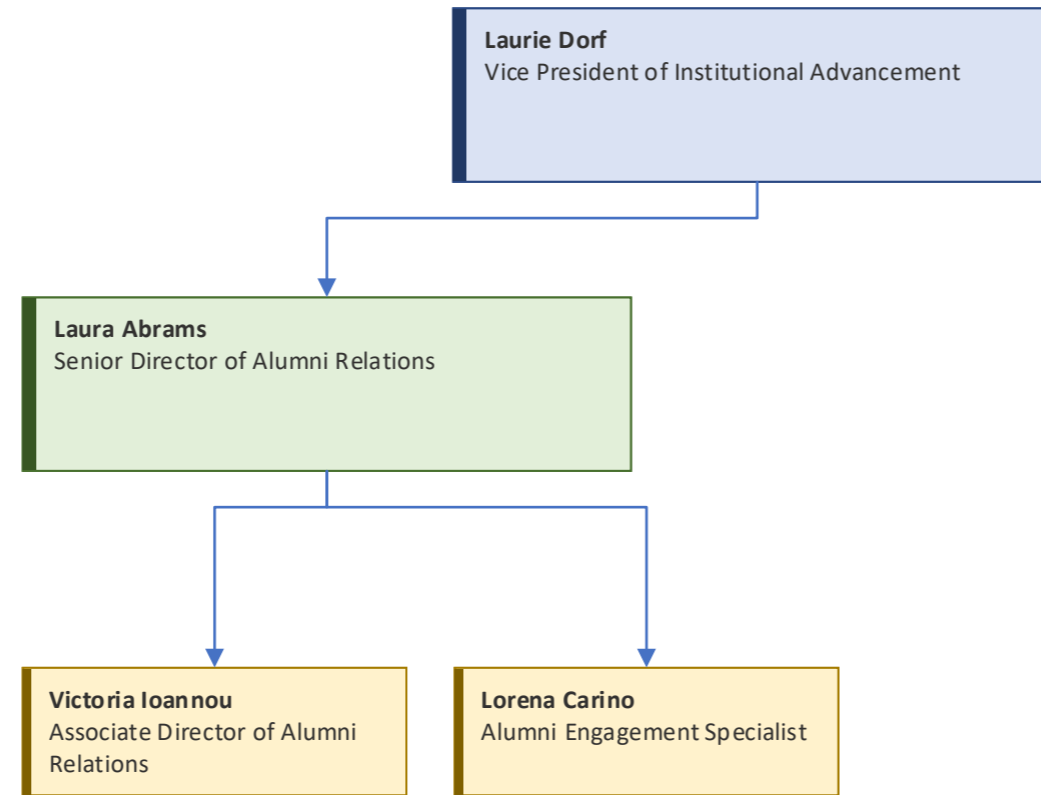 Laurie Dorf
Vice President of Institutional Advancement
Laura Abrams
Senior Director of Alumni Relations
Victoria Ioannou
Associate Director of Alumni
Relations
Lorena Carino
Alumni Engagement Specialist